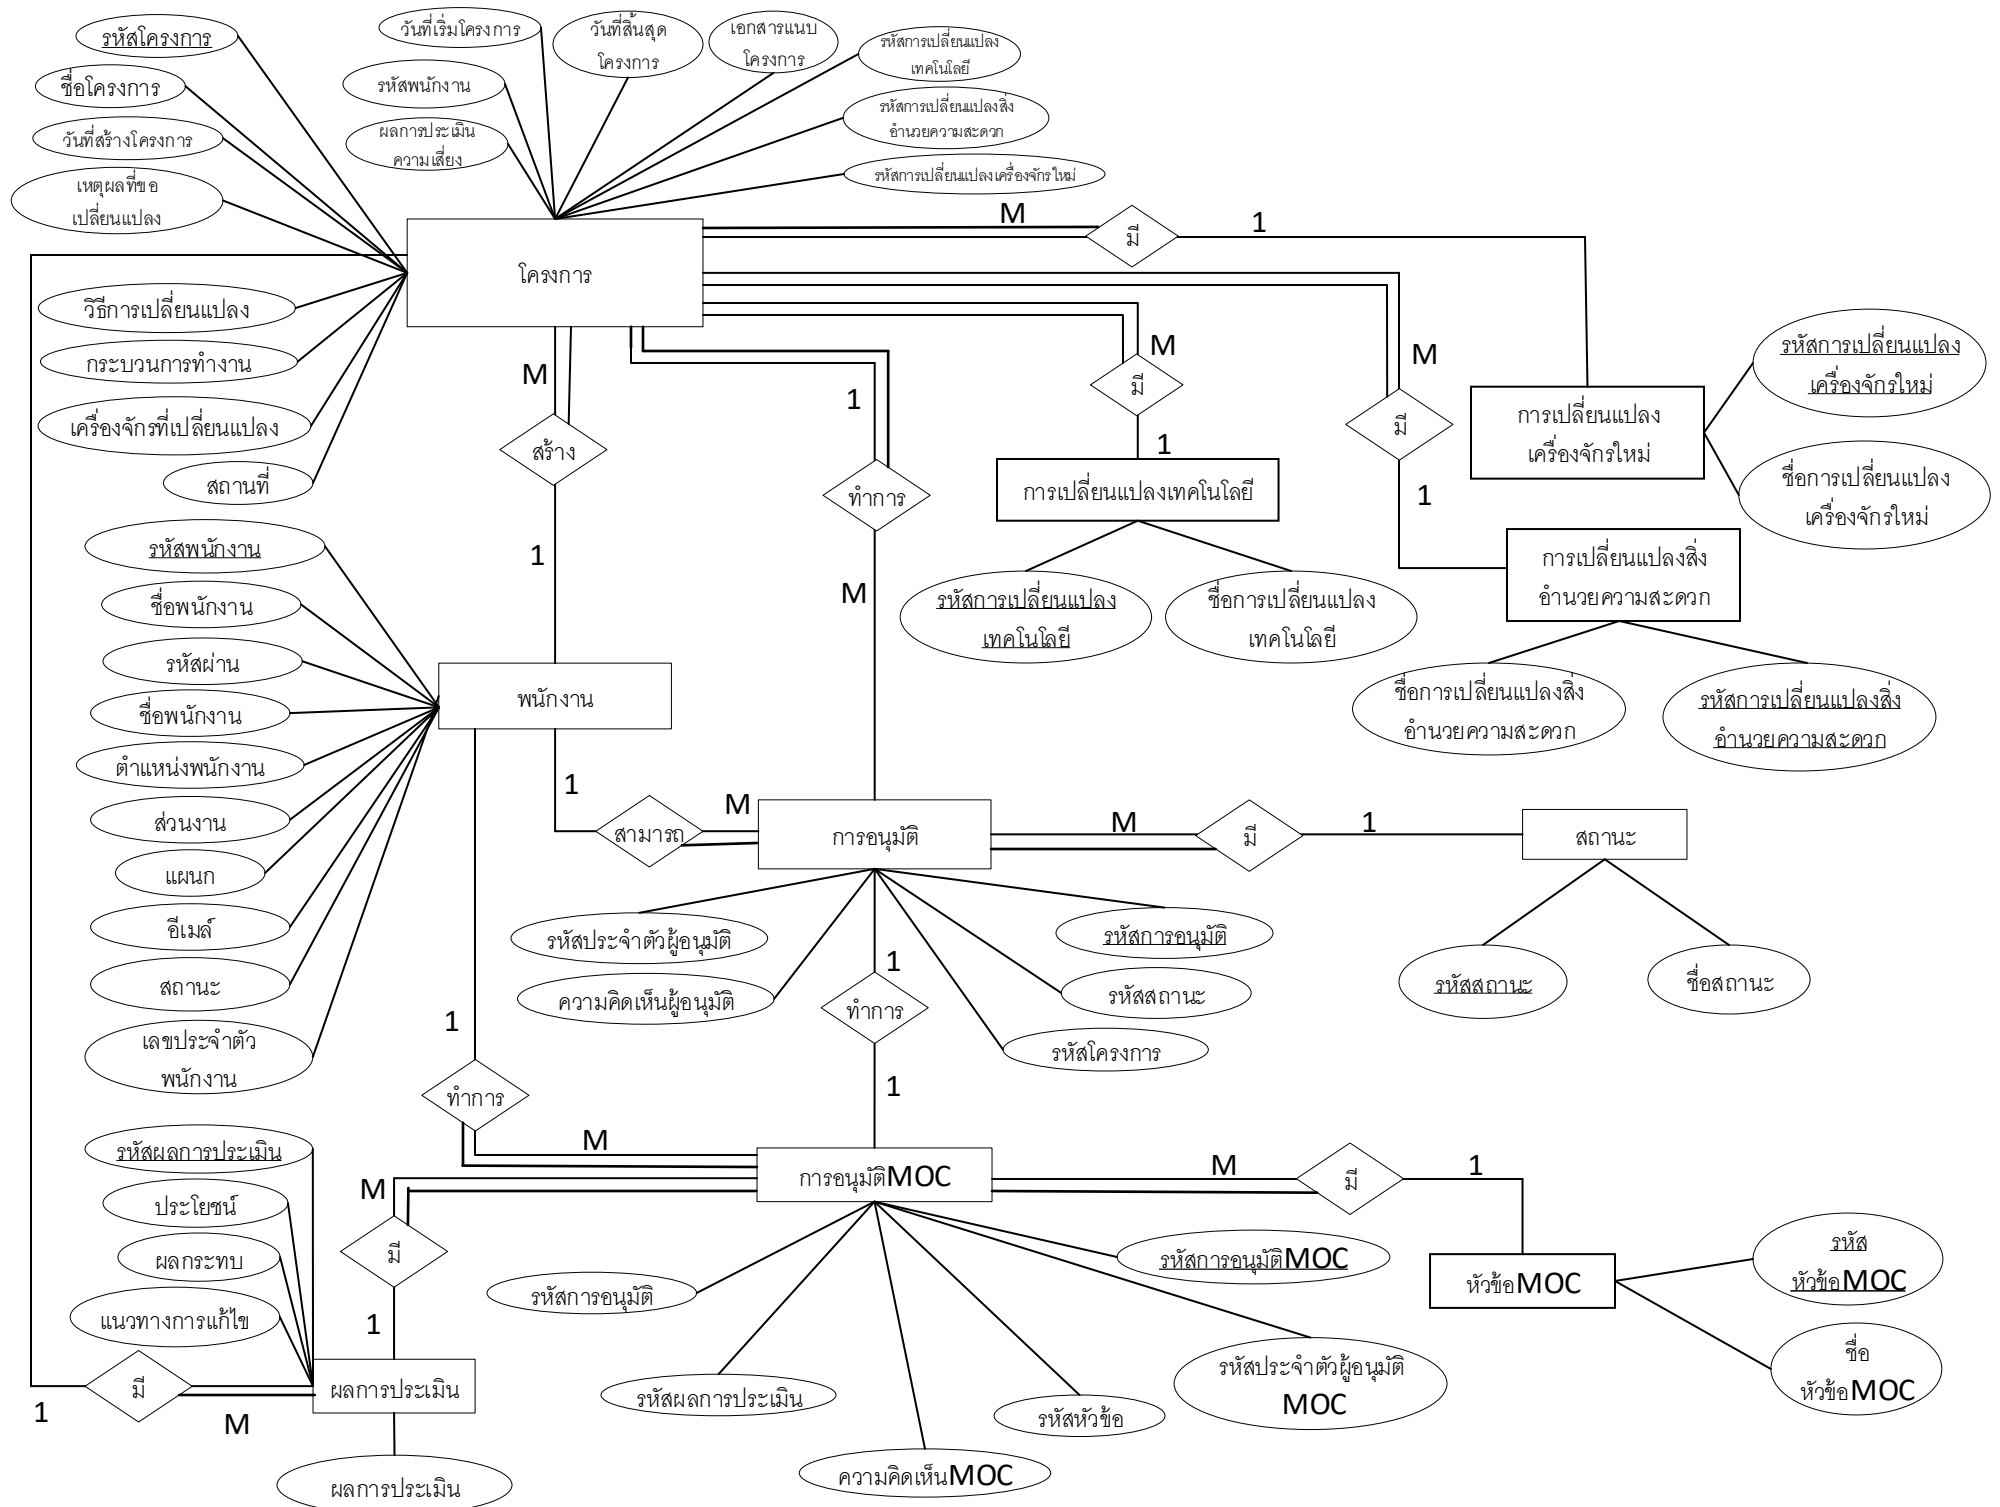 รหัสโครงการ
ชื่อโครงการ
วันที่สร้างโครงการ
เหตุผลที่ขอ
เปลี่ยนแปลง
วันที่เริ่มโครงการ
รหัสพนักงาน
ผลการประเมิน
ความเสี่ยง
วันที่สิ้นสุด
โครงการ
เอกสารแนบ
โครงการ
รหัสการเปลี่ยนแปลง
เทคโนโลยี
รหัสการเปลี่ยนแปลงสิ่ง
อำนวยความสะดวก
รหัสการเปลี่ยนแปลงเครื่องจักรใหม่
โครงการ
M
มี
1
วิธีการเปลี่ยนแปลง
กระบวนการทำงาน
เครื่องจักรที่เปลี่ยนแปลง
สถานที่
M
สร้าง
1
1
ทำการ
M
M
มี
1
M
มี
1
การเปลี่ยนแปลง
เครื่องจักรใหม่
รหัสการเปลี่ยนแปลง
เครื่องจักรใหม่
ชื่อการเปลี่ยนแปลง
เครื่องจักรใหม่
การเปลี่ยนแปลงเทคโนโลยี
รหัสการเปลี่ยนแปลง
เทคโนโลยี
ชื่อการเปลี่ยนแปลง
เทคโนโลยี
การเปลี่ยนแปลงสิ่ง
อำนวยความสะดวก
ชื่อการเปลี่ยนแปลงสิ่ง
อำนวยความสะดวก
รหัสการเปลี่ยนแปลงสิ่ง
อำนวยความสะดวก
รหัสพนักงาน
ชื่อพนักงาน
รหัสผ่าน
ชื่อพนักงาน
ตำแหน่งพนักงาน
ส่วนงาน
แผนก
อีเมล์
สถานะ
เลขประจำตัว
พนักงาน
พนักงาน
1
สามารถ
M
การอนุมัติ
M
มี
1
สถานะ
รหัสสถานะ
ชื่อสถานะ
รหัสประจำตัวผู้อนุมัติ
ความคิดเห็นผู้อนุมัติ
รหัสการอนุมัติ
รหัสสถานะ
รหัสโครงการ
1
ทำการ
1
1
ทำการ
M
การอนุมัติMOC
M
มี
1
หัวข้อMOC
รหัส
หัวข้อMOC
ชื่อ
หัวข้อMOC
รหัสการอนุมัติ
รหัสผลการประเมิน
ความคิดเห็นMOC
รหัสหัวข้อ
รหัสการอนุมัติMOC
รหัสประจำตัวผู้อนุมัติ
MOC
M
มี
1
รหัสผลการประเมิน
ประโยชน์
ผลกระทบ
แนวทางการแก้ไข
1
มี
M
ผลการประเมิน
ผลการประเมิน